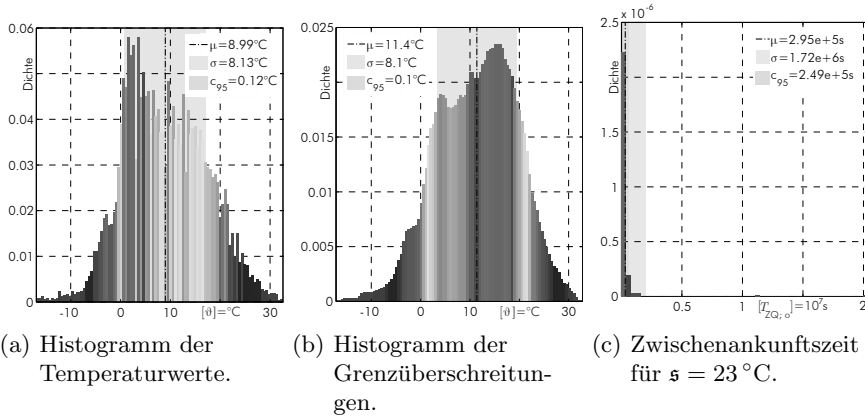 0.06
0.05
0.04
0.03
0.02
0.01
0
Dichte
μ=8.99°C
σ=8.13°C
c95=0.12°C
-10 0 10 20 30
[ϑ]=°C
(a) Histogramm der
Temperaturwerte.
0.025
0.02
0.015
0.01
0.005
0
Dichte
μ=11.4°C
σ=8.1°C
c95=0.1°C
-10 0 10 20 30
[ϑ]=°C
(b) Histogramm der
Grenzüberschreitun-
gen.
2.5 x 10-6
2
1.5
1
0.5
0
Dichte
μ=2.95e+5s
σ=1.72e+6s
c95=2.49e+5s
0.5 1 2
[TZQ; o]=10^7s
(c) Zwischenankunftszeit
für 𝔰 = 23 °C.